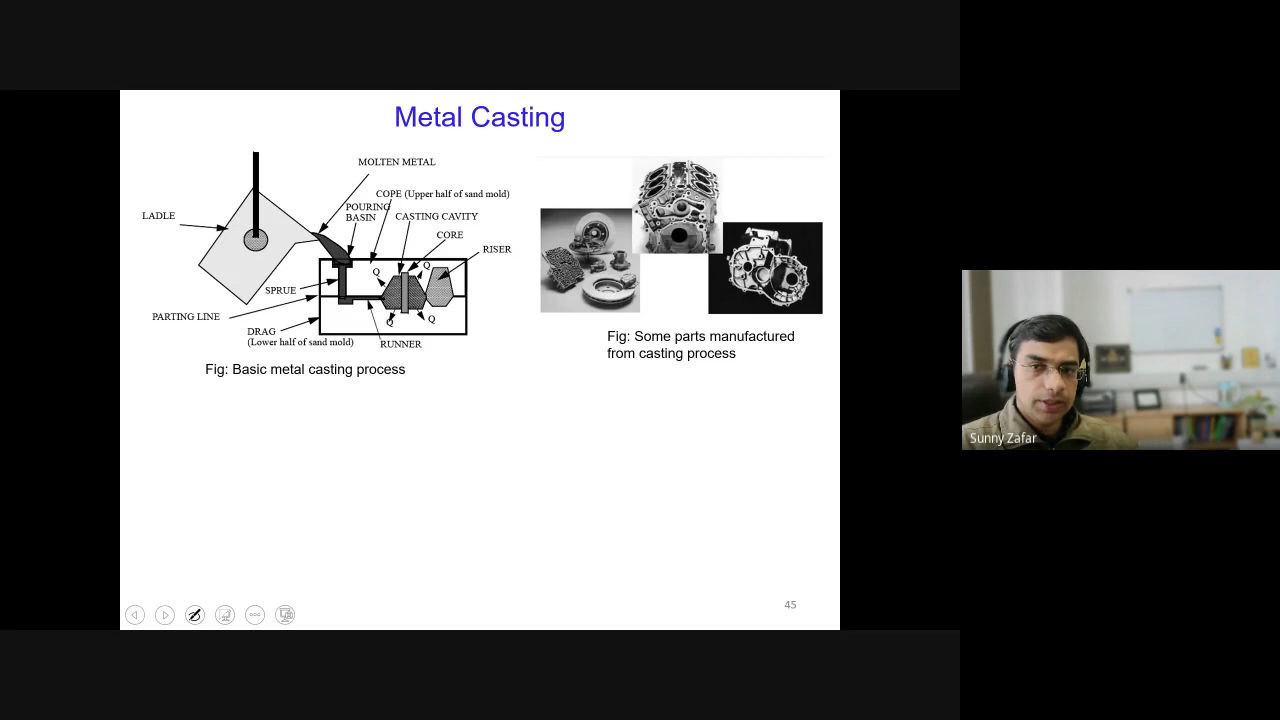 Metal Casting
MOLTEN METAL
COPE (Upper half of sand mold)
POURING
BASIN
CASTING CAVITY
LADLE
CORE
RISER
Q
Q
SPRUE
PARTING LINE
Q
Q
DRAG
(Lower half of sand mold)
RUNNER
Fig: Basic metal casting process
Fig: Some parts manufactured
from casting process
45
Sunny Zafar